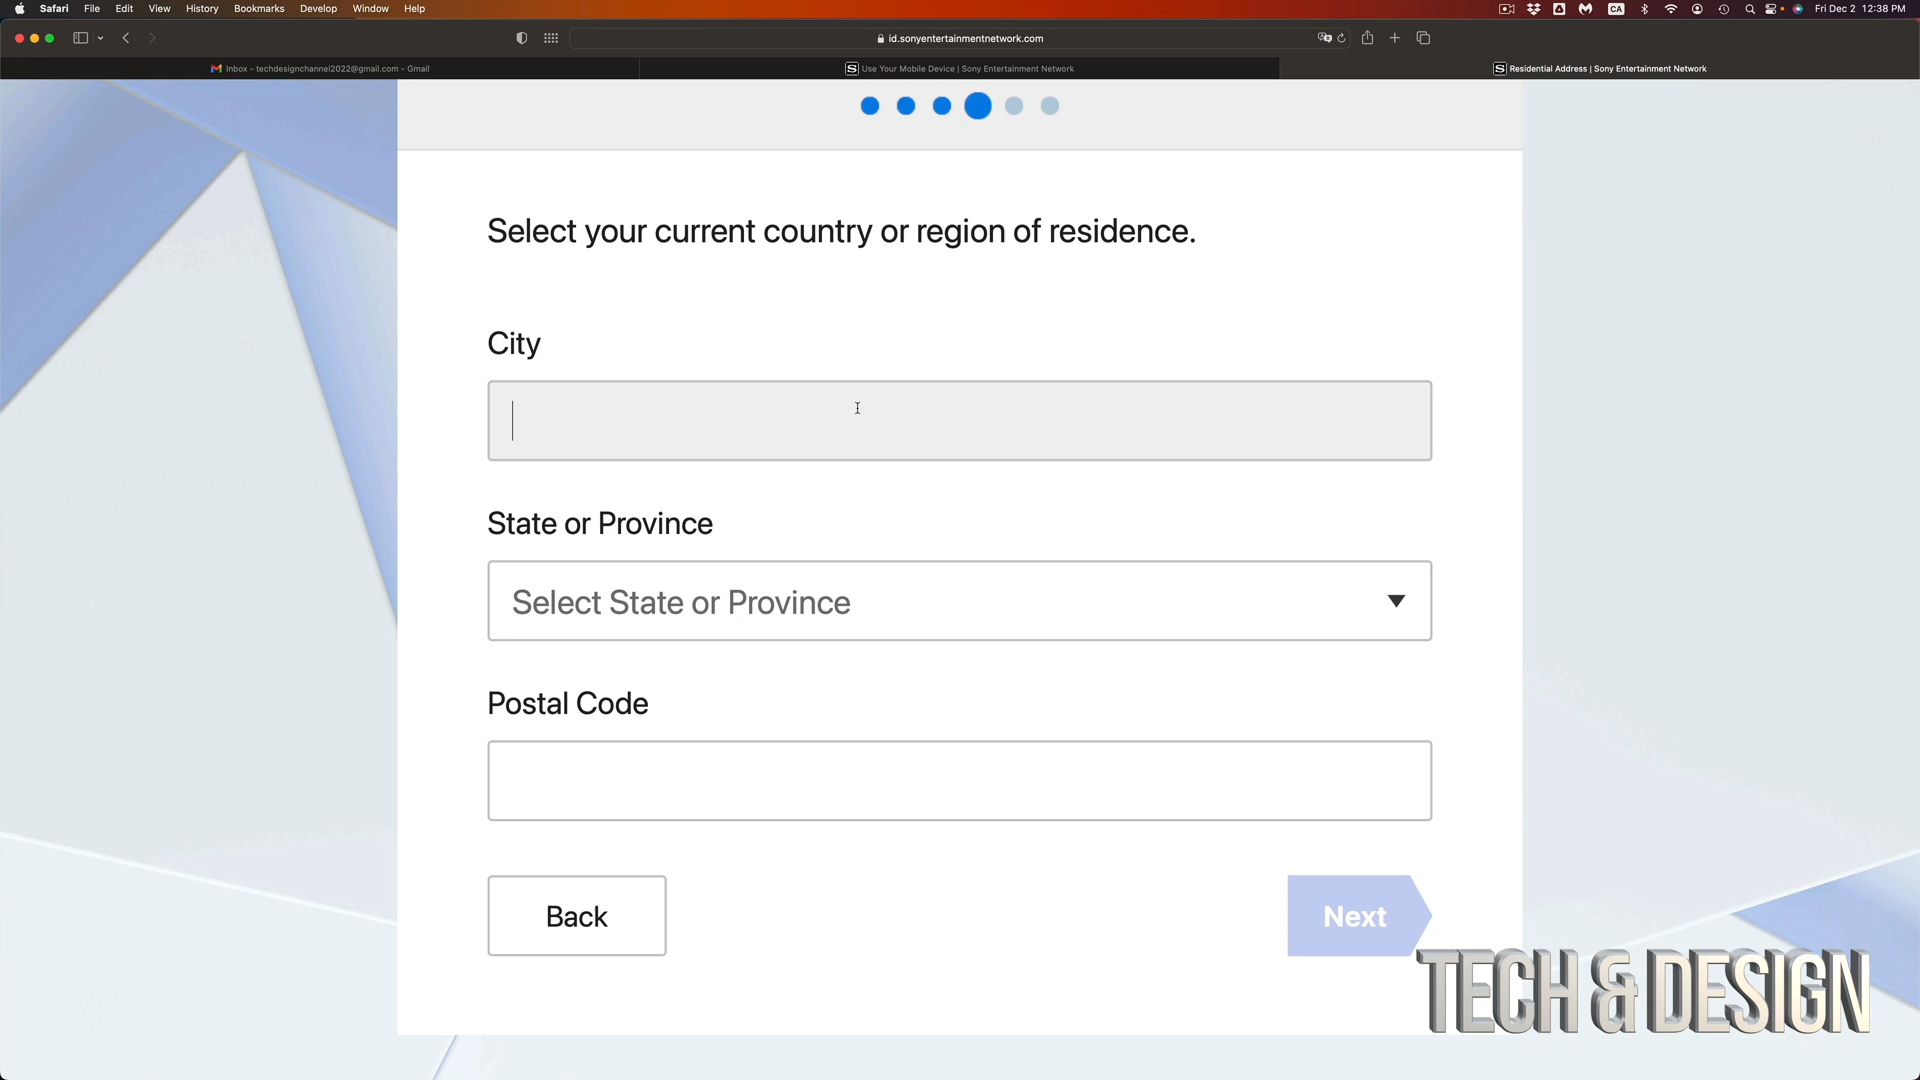 Safari File Edit View History Bookmarks Develop Window Help CA Fri Dec 2 12:38 PM
id.sonyentertainmentnetwork.com
Inbox - techdesignchannel2022@gmail.com - Gmail
Use Your Mobile Device | Sony Entertainment Network
Residential Address | Sony Entertainment Network
Select your current country or region of residence.
City
State or Province
Select State or Province
Postal Code
Back
Next
TECH & DESIGN